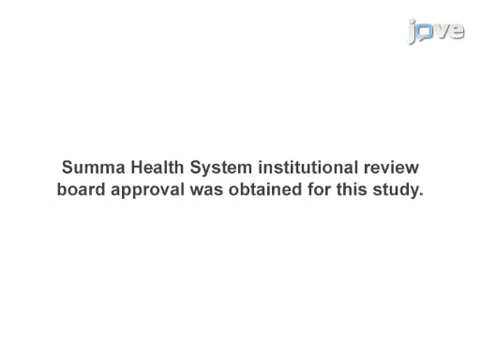 jove
Summa Health System institutional review
board approval was obtained for this study.